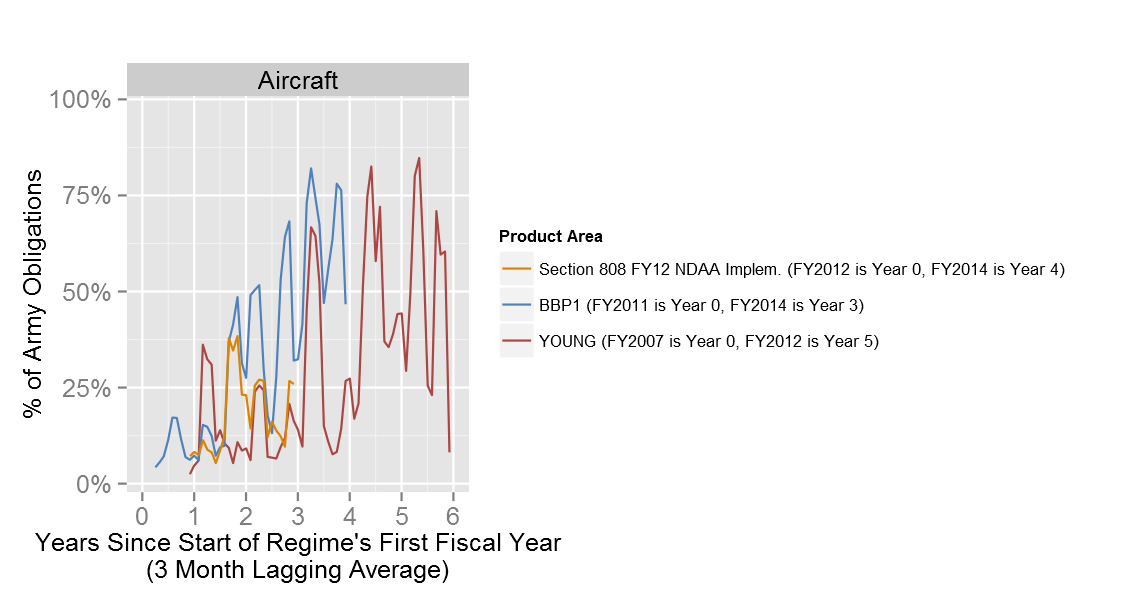 Aircraft
100%
75%
50%
25%
0%
% of Army Obligations
0 1 2 3 4 5 6
Years Since Start of Regime's First Fiscal Year
(3 Month Lagging Average)
Product Area
Section 808 FY12 NDAA Implem. (FY2012 is Year 0, FY2014 is Year 4)
BBP1 (FY2011 is Year 0, FY2014 is Year 3)
YOUNG (FY2007 is Year 0, FY2012 is Year 5)